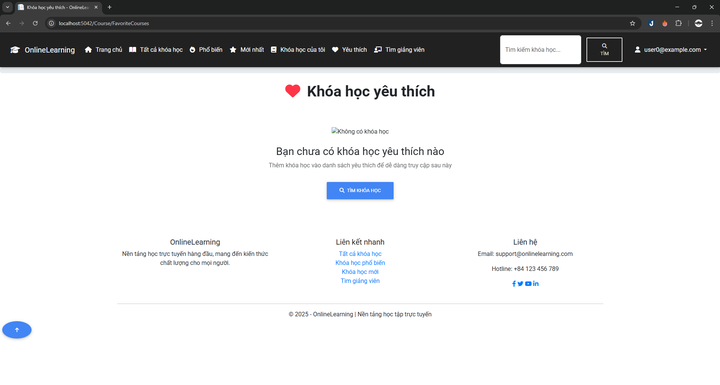 Khóa học yêu thích - OnlineLearning
localhost:5042/Course/FavoriteCourses
OnlineLearning
Trang chủ
Tất cả khóa học
Phổ biến
Mới nhất
Khóa học của tôi
Yêu thích
Tìm giảng viên
Tìm kiếm khóa học...
TÌM
user0@example.com
Khóa học yêu thích
Không có khóa học
Bạn chưa có khóa học yêu thích nào
Thêm khóa học vào danh sách yêu thích để dễ dàng truy cập sau này
TÌM KHÓA HỌC
OnlineLearning
Nền tảng học trực tuyến hàng đầu, mang đến kiến thức
chất lượng cho mọi người.
Liên kết nhanh
Tất cả khóa học
Khóa học phổ biến
Khóa học mới
Tìm giảng viên
Liên hệ
Email: support@onlinelearning.com
Hotline: +84 123 456 789
© 2025 - OnlineLearning | Nền tảng học tập trực tuyến